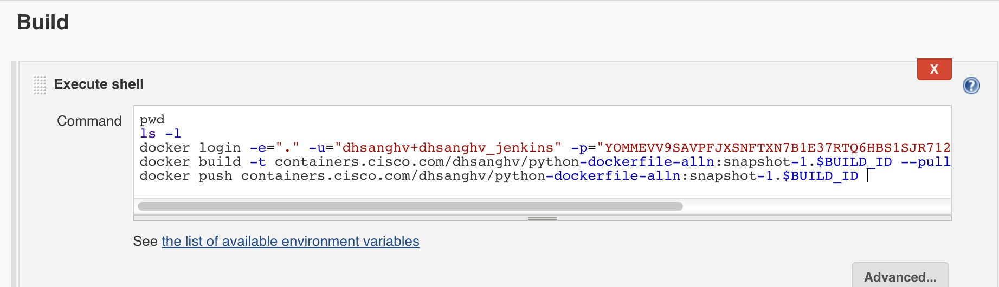 Build
X
Execute shell
?
Command
pwd
ls -l
docker login -e="." -u="dhsanghv+dhsanghv_jenkins" -p="YOMMEVV9SAVPFJXSNFTXN7B1E37RTQ6HBS1SJR712
docker build -t containers.cisco.com/dhsanghv/python-dockerfile-alln:snapshot-1.$BUILD_ID --pull
docker push containers.cisco.com/dhsanghv/python-dockerfile-alln:snapshot-1.$BUILD_ID
See the list of available environment variables
Advanced...